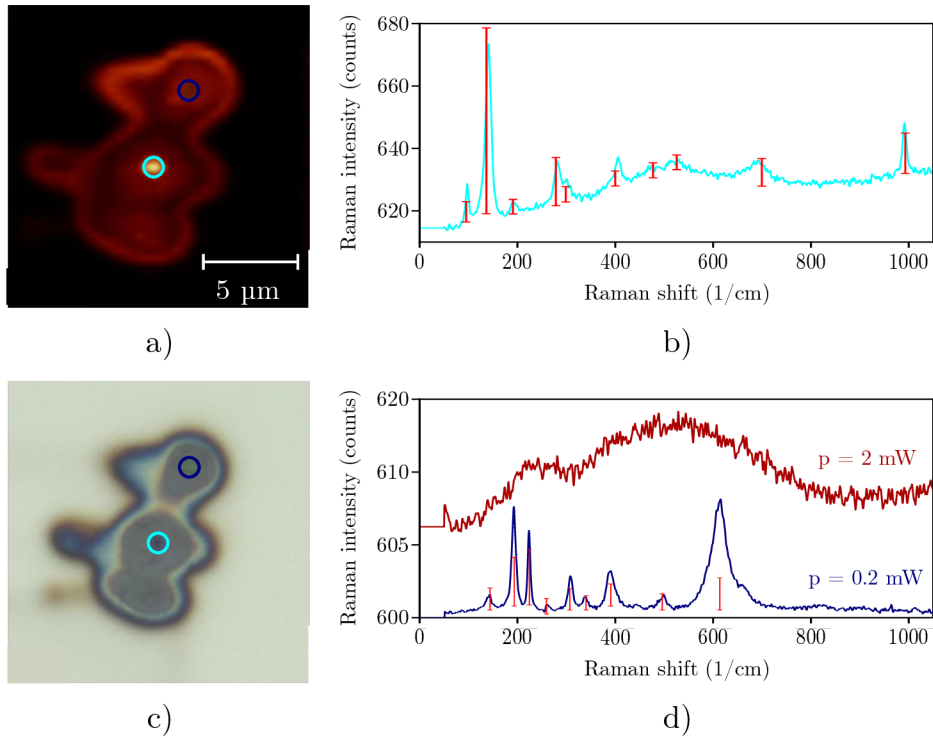 5 μm
a)
680
660
640
620
0
200
400
600
800
1000
Raman intensity (counts)
Raman shift (1/cm)
b)
c)
620
610
605
600
0
200
400
600
800
1000
Raman intensity (counts)
p = 2 mW
p = 0.2 mW
Raman shift (1/cm)
d)